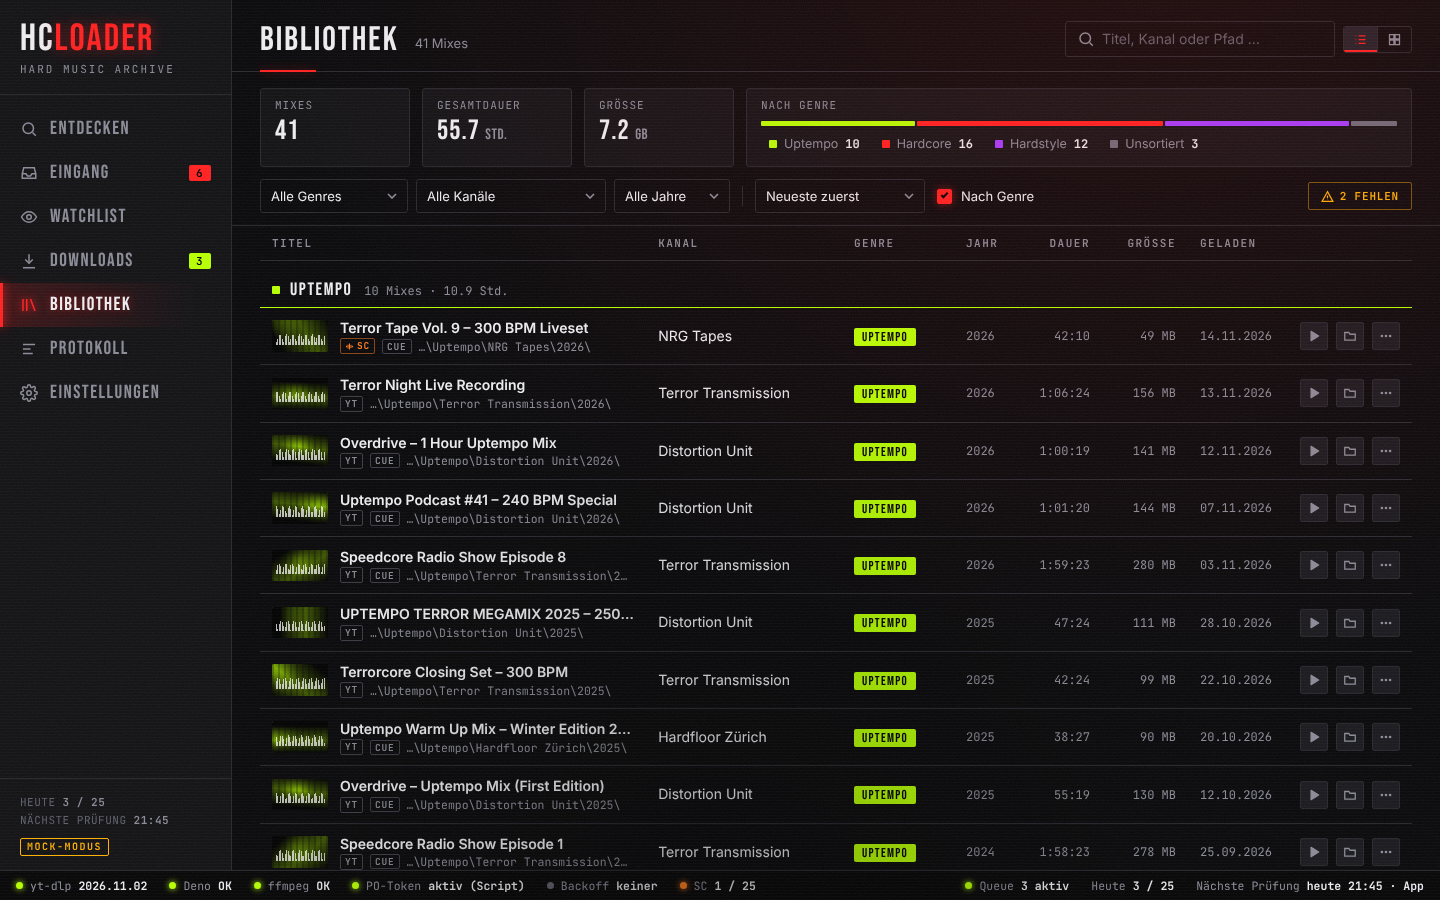 HCLOADER
HARD MUSIC ARCHIVE
ENTDECKEN
EINGANG 6
WATCHLIST
DOWNLOADS 3
BIBLIOTHEK
PROTOKOLL
EINSTELLUNGEN
HEUTE 3 / 25
NÄCHSTE PRÜFUNG 21:45
MOCK-MODUS
BIBLIOTHEK 41 Mixes
Titel, Kanal oder Pfad …
MIXES
41
GESAMTDAUER
55.7 STD.
GRÖSSE
7.2 GB
NACH GENRE
Uptempo 10 Hardcore 16 Hardstyle 12 Unsortiert 3
Alle Genres Alle Kanäle Alle Jahre Neueste zuerst Nach Genre 2 FEHLEN
TITEL KANAL GENRE JAHR DAUER GRÖSSE GELADEN
UPTEMPO 10 Mixes · 10.9 Std.
Terror Tape Vol. 9 – 300 BPM Liveset
SC CUE …\Uptempo\NRG Tapes\2026\
NRG Tapes UPTEMPO 2026 42:10 49 MB 14.11.2026
Terror Night Live Recording
YT …\Uptempo\Terror Transmission\2026\
Terror Transmission UPTEMPO 2026 1:06:24 156 MB 13.11.2026
Overdrive – 1 Hour Uptempo Mix
YT CUE …\Uptempo\Distortion Unit\2026\
Distortion Unit UPTEMPO 2026 1:00:19 141 MB 12.11.2026
Uptempo Podcast #41 – 240 BPM Special
YT CUE …\Uptempo\Distortion Unit\2026\
Distortion Unit UPTEMPO 2026 1:01:20 144 MB 07.11.2026
Speedcore Radio Show Episode 8
YT CUE …\Uptempo\Terror Transmission\2…
Terror Transmission UPTEMPO 2026 1:59:23 280 MB 03.11.2026
UPTEMPO TERROR MEGAMIX 2025 – 250…
YT …\Uptempo\Distortion Unit\2025\
Distortion Unit UPTEMPO 2025 47:24 111 MB 28.10.2026
Terrorcore Closing Set – 300 BPM
YT …\Uptempo\Terror Transmission\2025\
Terror Transmission UPTEMPO 2025 42:24 99 MB 22.10.2026
Uptempo Warm Up Mix – Winter Edition 2…
YT CUE …\Uptempo\Hardfloor Zürich\2025\
Hardfloor Zürich UPTEMPO 2025 38:27 90 MB 20.10.2026
Overdrive – Uptempo Mix (First Edition)
YT CUE …\Uptempo\Distortion Unit\2025\
Distortion Unit UPTEMPO 2025 55:19 130 MB 12.10.2026
Speedcore Radio Show Episode 1
YT CUE …\Uptempo\Terror Transmission\2…
Terror Transmission UPTEMPO 2024 1:58:23 278 MB 25.09.2026
yt-dlp 2026.11.02 Deno OK ffmpeg OK PO-Token aktiv (Script) Backoff keiner SC 1 / 25 Queue 3 aktiv Heute 3 / 25 Nächste Prüfung heute 21:45 · App